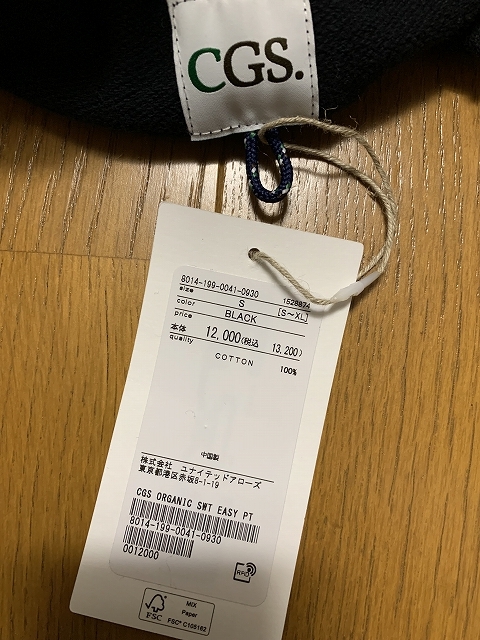 CGS.
8014-199-0041-0930
size S 1528874
color BLACK [S~XL]
price
本体 12,000(税込 13,200)
quality
COTTON 100%
中国製
株式会社 ユナイテッドアローズ
東京都港区赤坂8-1-19
CGS ORGANIC SWT EASY PT
8014-199-0041-0930
0012000
RFID
FSC
MIX
Paper
FSC® C109162